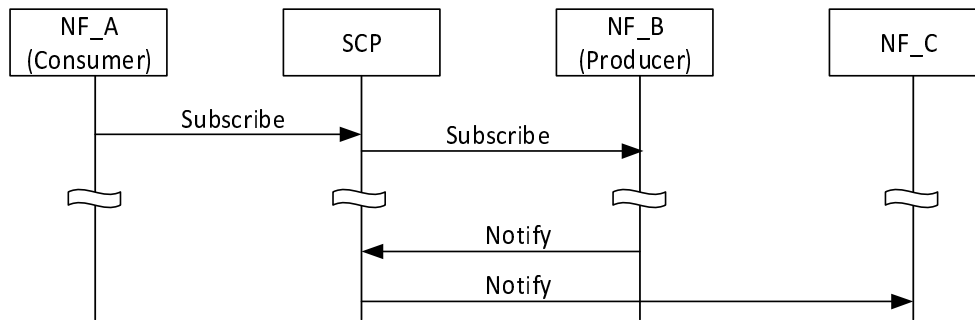 NF_A
(Consumer)
SCP
NF_B
(Producer)
NF_C
Subscribe
Subscribe
Notify
Notify